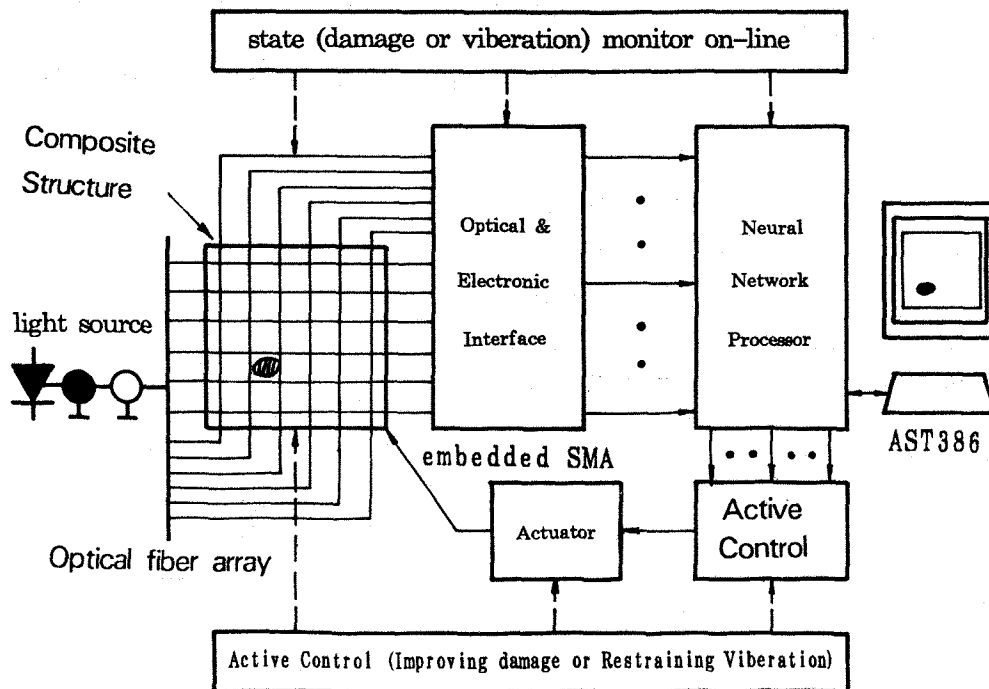 state (damage or viberation) monitor on-line
Composite
Structure
Optical &
Electronic
Interface
Neural
Network
Processor
light source
AST386
embedded SMA
Actuator
Active
Control
Optical fiber array
Active Control (Improving damage or Restraining Viberation)